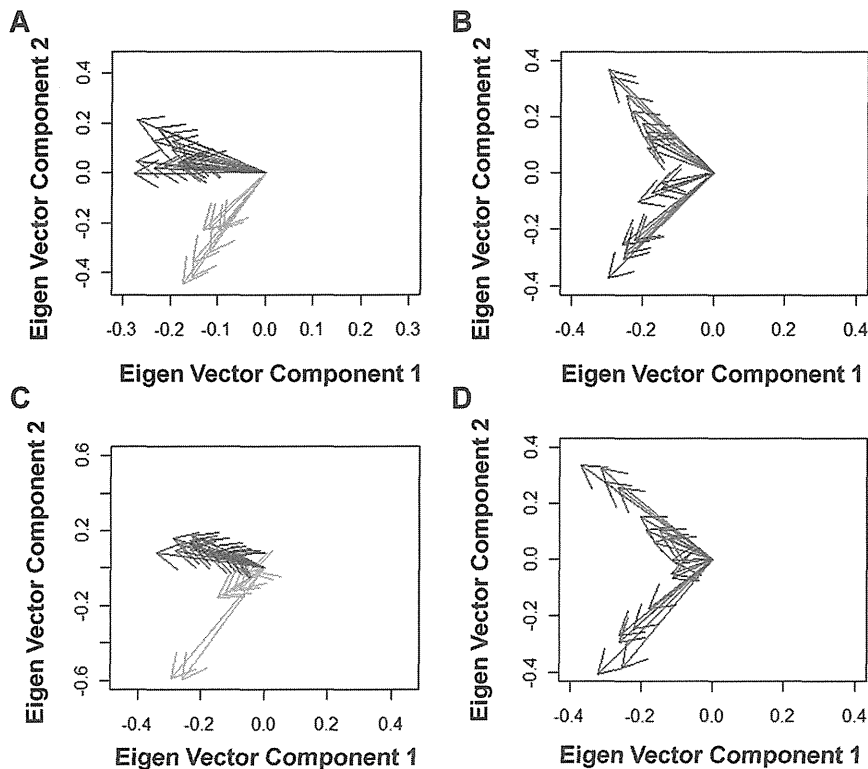 A
Eigen Vector Component 2
0.4
0.2
0.0
-0.2
-0.4
-0.3 -0.2 -0.1 0.0 0.1 0.2 0.3
Eigen Vector Component 1
B
Eigen Vector Component 2
0.4
0.2
0.0
-0.2
-0.4
-0.4 -0.2 0.0 0.2 0.4
Eigen Vector Component 1
C
Eigen Vector Component 2
0.6
0.2
-0.2
-0.6
-0.4 -0.2 0.0 0.2 0.4
Eigen Vector Component 1
D
Eigen Vector Component 2
0.4
0.2
0.0
-0.2
-0.4
-0.4 -0.2 0.0 0.2 0.4
Eigen Vector Component 1